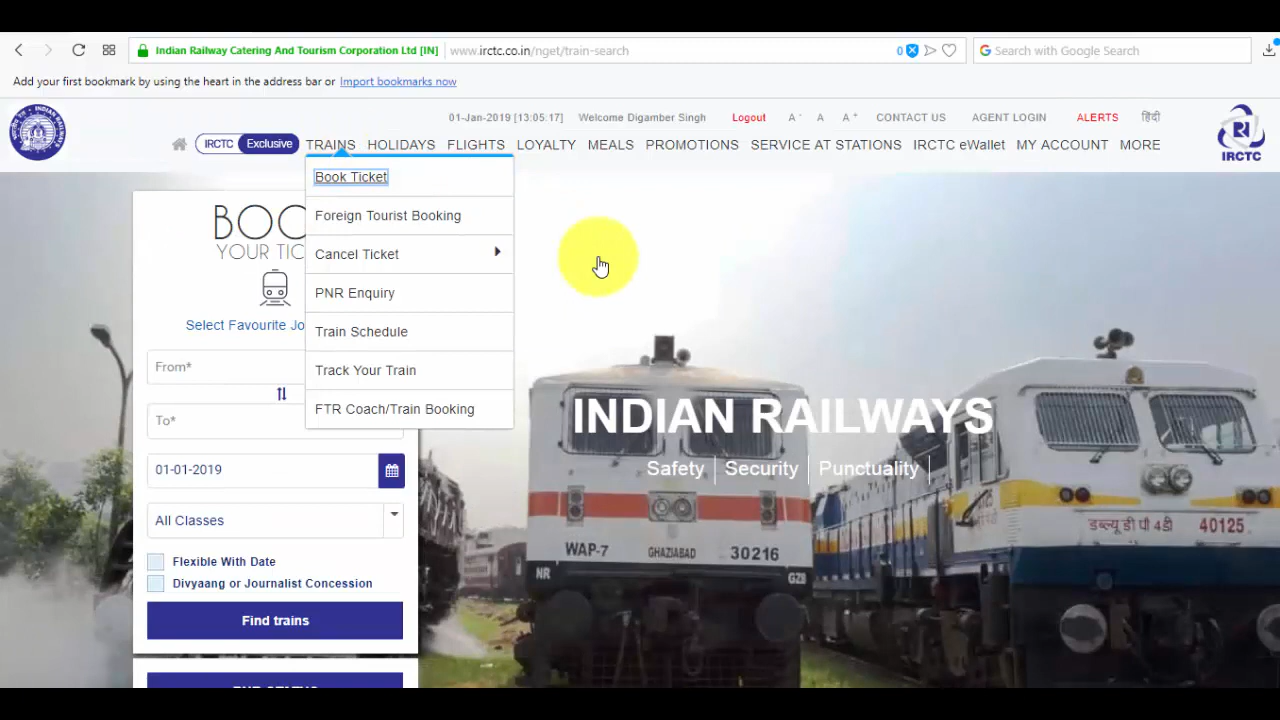 Indian Railway Catering And Tourism Corporation Ltd [IN] www.irctc.co.in/nget/train-search 0 Search with Google Search
Add your first bookmark by using the heart in the address bar or Import bookmarks now
01-Jan-2019 [13:05:17] Welcome Digamber Singh Logout A- A A+ CONTACT US AGENT LOGIN ALERTS हिंदी
IRCTC Exclusive TRAINS HOLIDAYS FLIGHTS LOYALTY MEALS PROMOTIONS SERVICE AT STATIONS IRCTC eWallet MY ACCOUNT MORE
IRCTC
Book Ticket
Foreign Tourist Booking
Cancel Ticket
PNR Enquiry
Train Schedule
Track Your Train
FTR Coach/Train Booking
BOO
YOUR TIC
Select Favourite Jo
From*
To*
01-01-2019
All Classes
Flexible With Date
Divyaang or Journalist Concession
Find trains
INDIAN RAILWAYS
Safety Security Punctuality
WAP-7 GHAZIABAD 30216
NR GZB
डब्ल्यू डी पी 4डी 40125